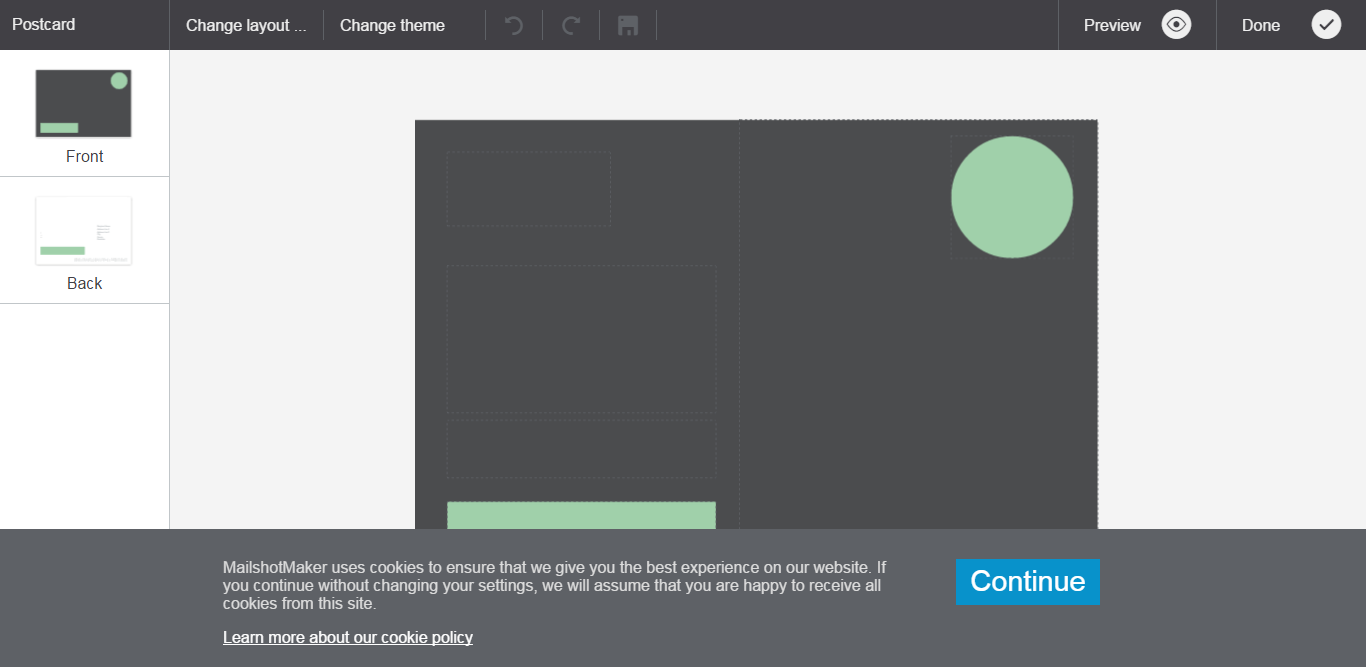 Postcard
Change layout ...
Change theme
Preview
Done
Front
Back
MailshotMaker uses cookies to ensure that we give you the best experience on our website. If
you continue without changing your settings, we will assume that you are happy to receive all
cookies from this site.
Continue
Learn more about our cookie policy